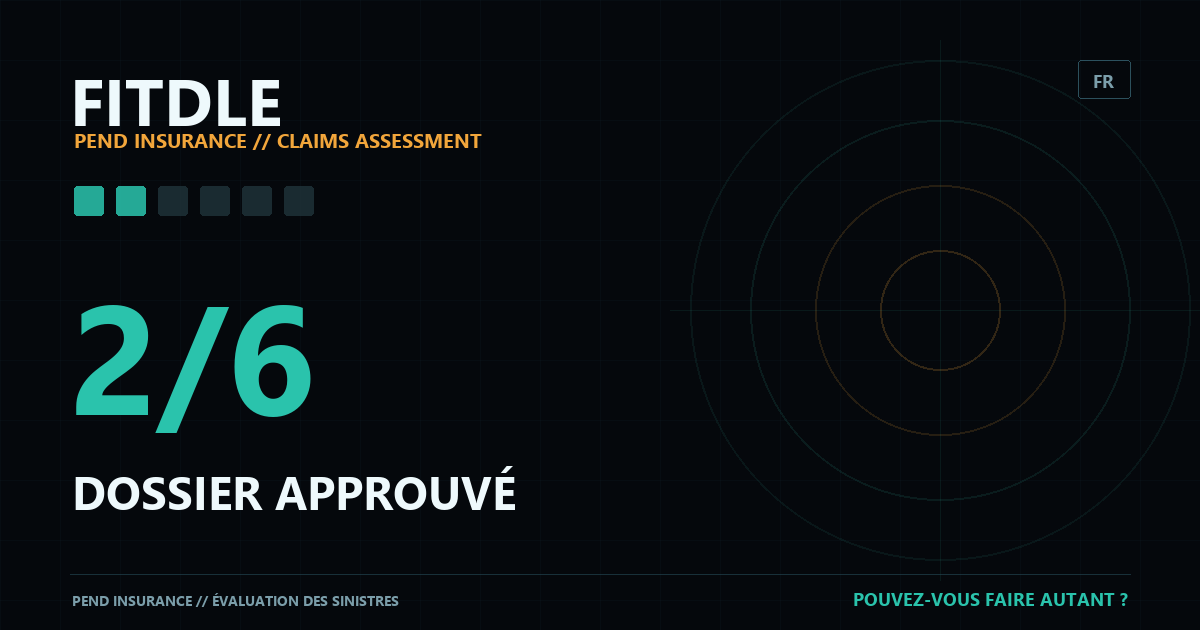 FITDLE
FR
PEND INSURANCE // CLAIMS ASSESSMENT
2/6
DOSSIER APPROUVÉ
PEND INSURANCE // ÉVALUATION DES SINISTRES
POUVEZ-VOUS FAIRE AUTANT ?